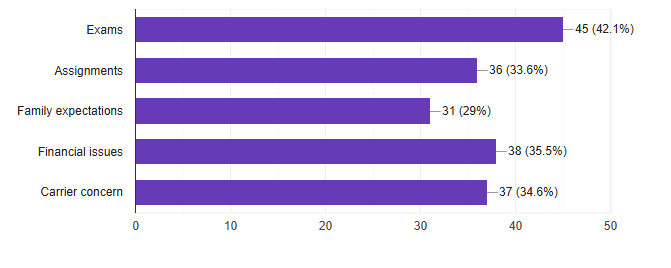 Exams 45 (42.1%)
Assignments 36 (33.6%)
Family expectations 31 (29%)
Financial issues 38 (35.5%)
Carrier concern 37 (34.6%)
0 10 20 30 40 50